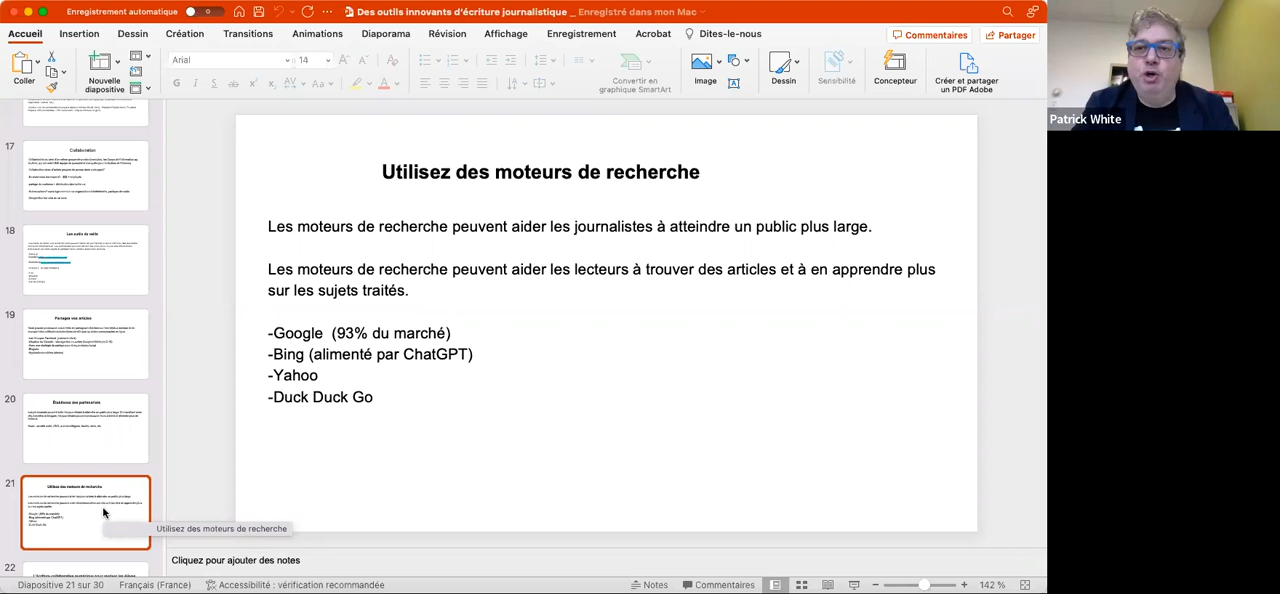 Enregistrement automatique
Des outils innovants d'écriture journalistique _ Enregistré dans mon Mac
Accueil Insertion Dessin Création Transitions Animations Diaporama Révision Affichage Enregistrement Acrobat Dites-le-nous
Commentaires Partager
Coller
Nouvelle diapositive
Arial 14
Convertir en graphique SmartArt
Image
Dessin
Sensibilité
Concepteur
Créer et partager un PDF Adobe
Patrick White
17
Collaboration
18
Les outils de veille
19
Partagez vos articles
20
Établissez des partenariats
21
Utilisez des moteurs de recherche
22
Utilisez des moteurs de recherche
Utilisez des moteurs de recherche
Les moteurs de recherche peuvent aider les journalistes à atteindre un public plus large.
Les moteurs de recherche peuvent aider les lecteurs à trouver des articles et à en apprendre plus
sur les sujets traités.
-Google (93% du marché)
-Bing (alimenté par ChatGPT)
-Yahoo
-Duck Duck Go
Cliquez pour ajouter des notes
Diapositive 21 sur 30 Français (France) Accessibilité : vérification recommandée Notes Commentaires 142 %